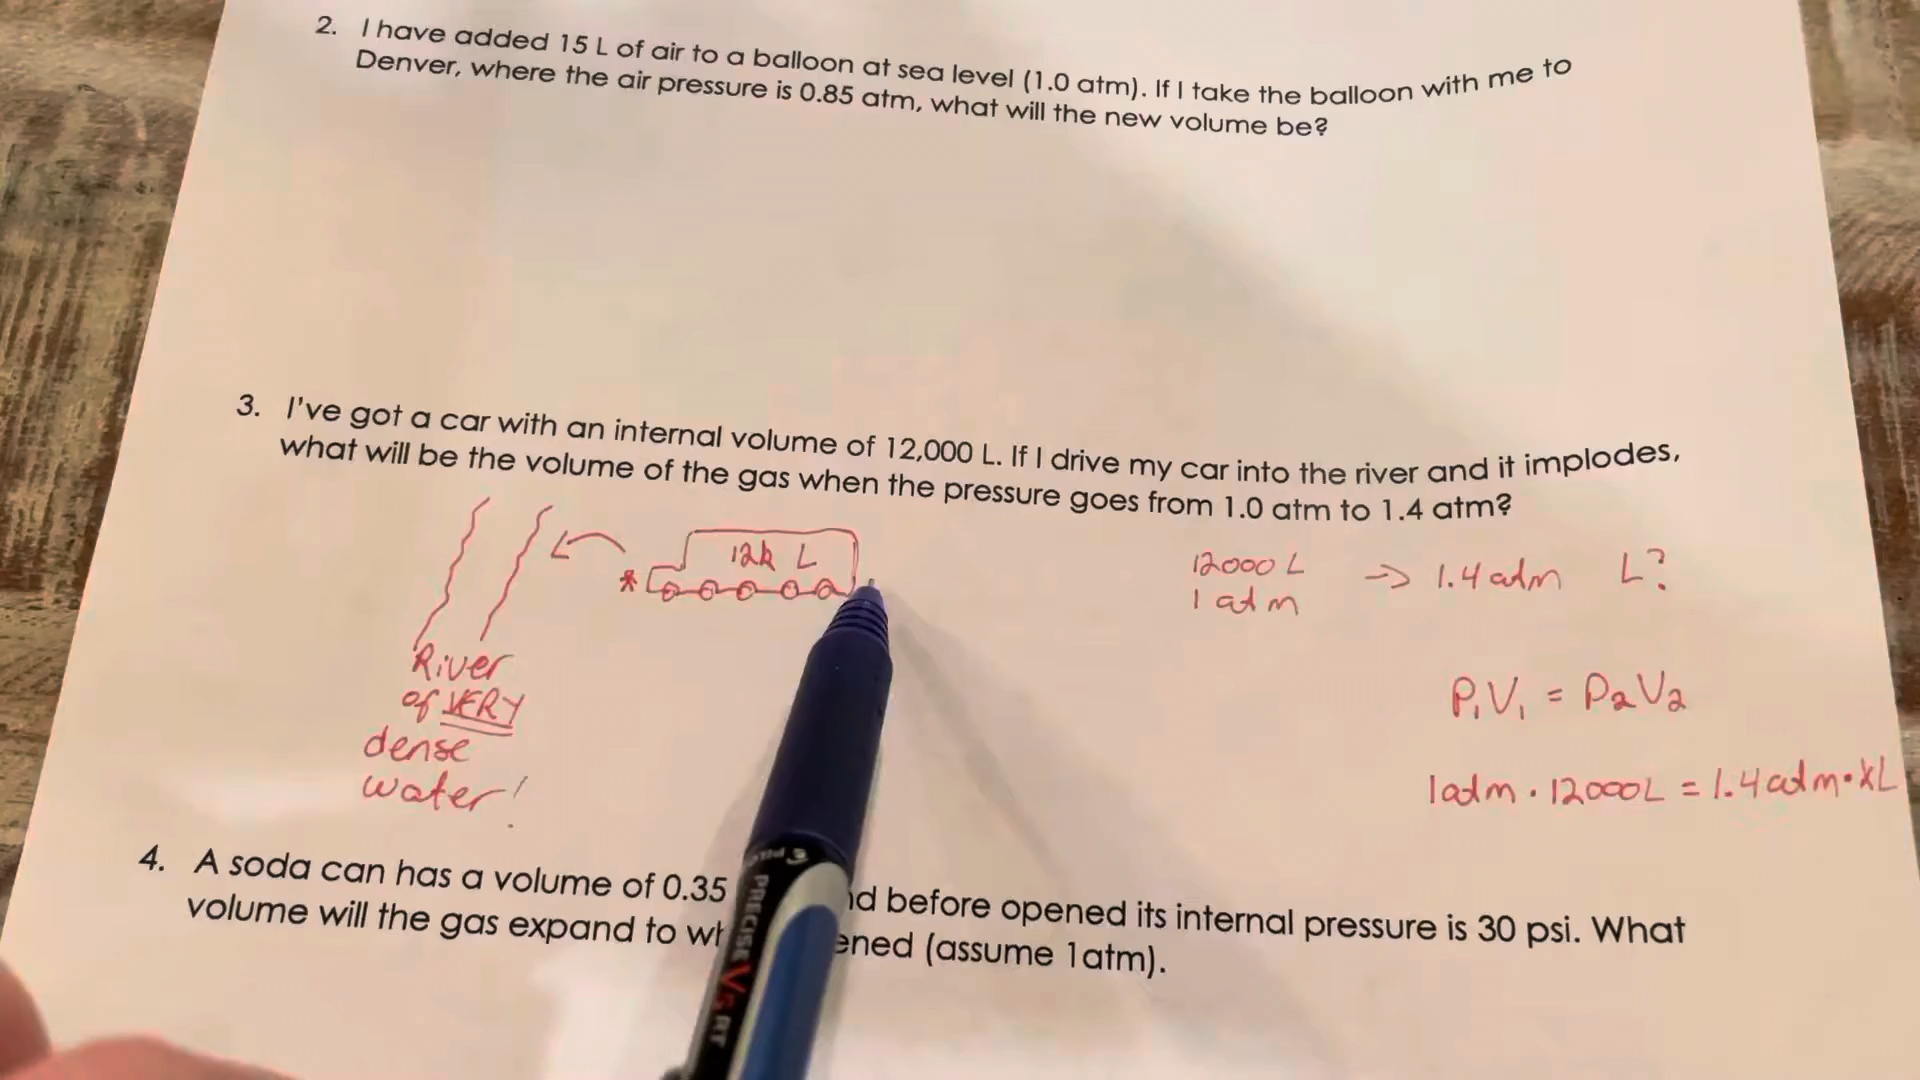 2. I have added 15 L of air to a balloon at sea level (1.0 atm). If I take the balloon with me to
Denver, where the air pressure is 0.85 atm, what will the new volume be?
3. I've got a car with an internal volume of 12,000 L. If I drive my car into the river and it implodes,
what will be the volume of the gas when the pressure goes from 1.0 atm to 1.4 atm?
12k L
12000 L → 1.4 atm L?
1 atm
River
of VERY
dense
water!
P₁V₁ = P₂V₂
1atm · 12000L = 1.4atm·XL
4. A soda can has a volume of 0.35 before opened its internal pressure is 30 psi. What
volume will the gas expand to (assume 1atm).
PRECISE V5 RT